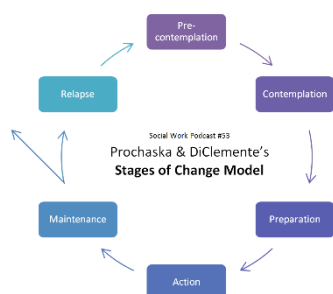 Pre-
contemplation
Relapse
Contemplation
Social Work Podcast #53
Prochaska & DiClemente's
Stages of Change Model
Maintenance
Preparation
Action